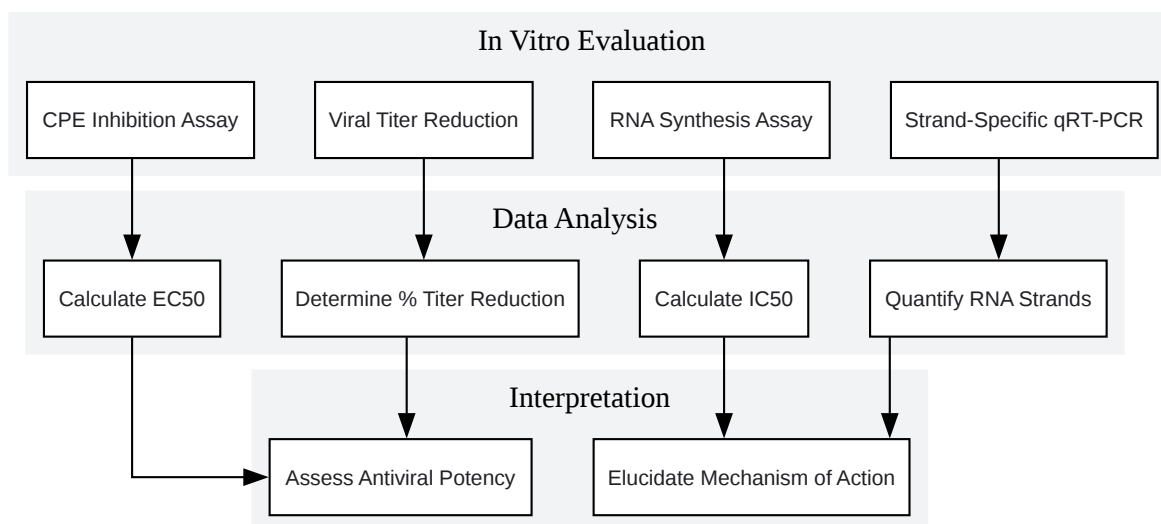 In Vitro Evaluation
CPE Inhibition Assay
Viral Titer Reduction
RNA Synthesis Assay
Strand-Specific qRT-PCR
Data Analysis
Calculate EC50
Determine % Titer Reduction
Calculate IC50
Quantify RNA Strands
Interpretation
Assess Antiviral Potency
Elucidate Mechanism of Action